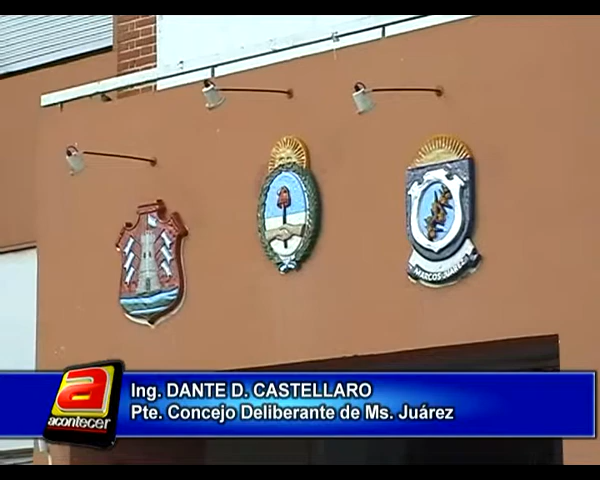 MARCOS JUAREZ
Ing. DANTE D. CASTELLARO
Pte. Concejo Deliberante de Ms. Juárez
a
acontecer